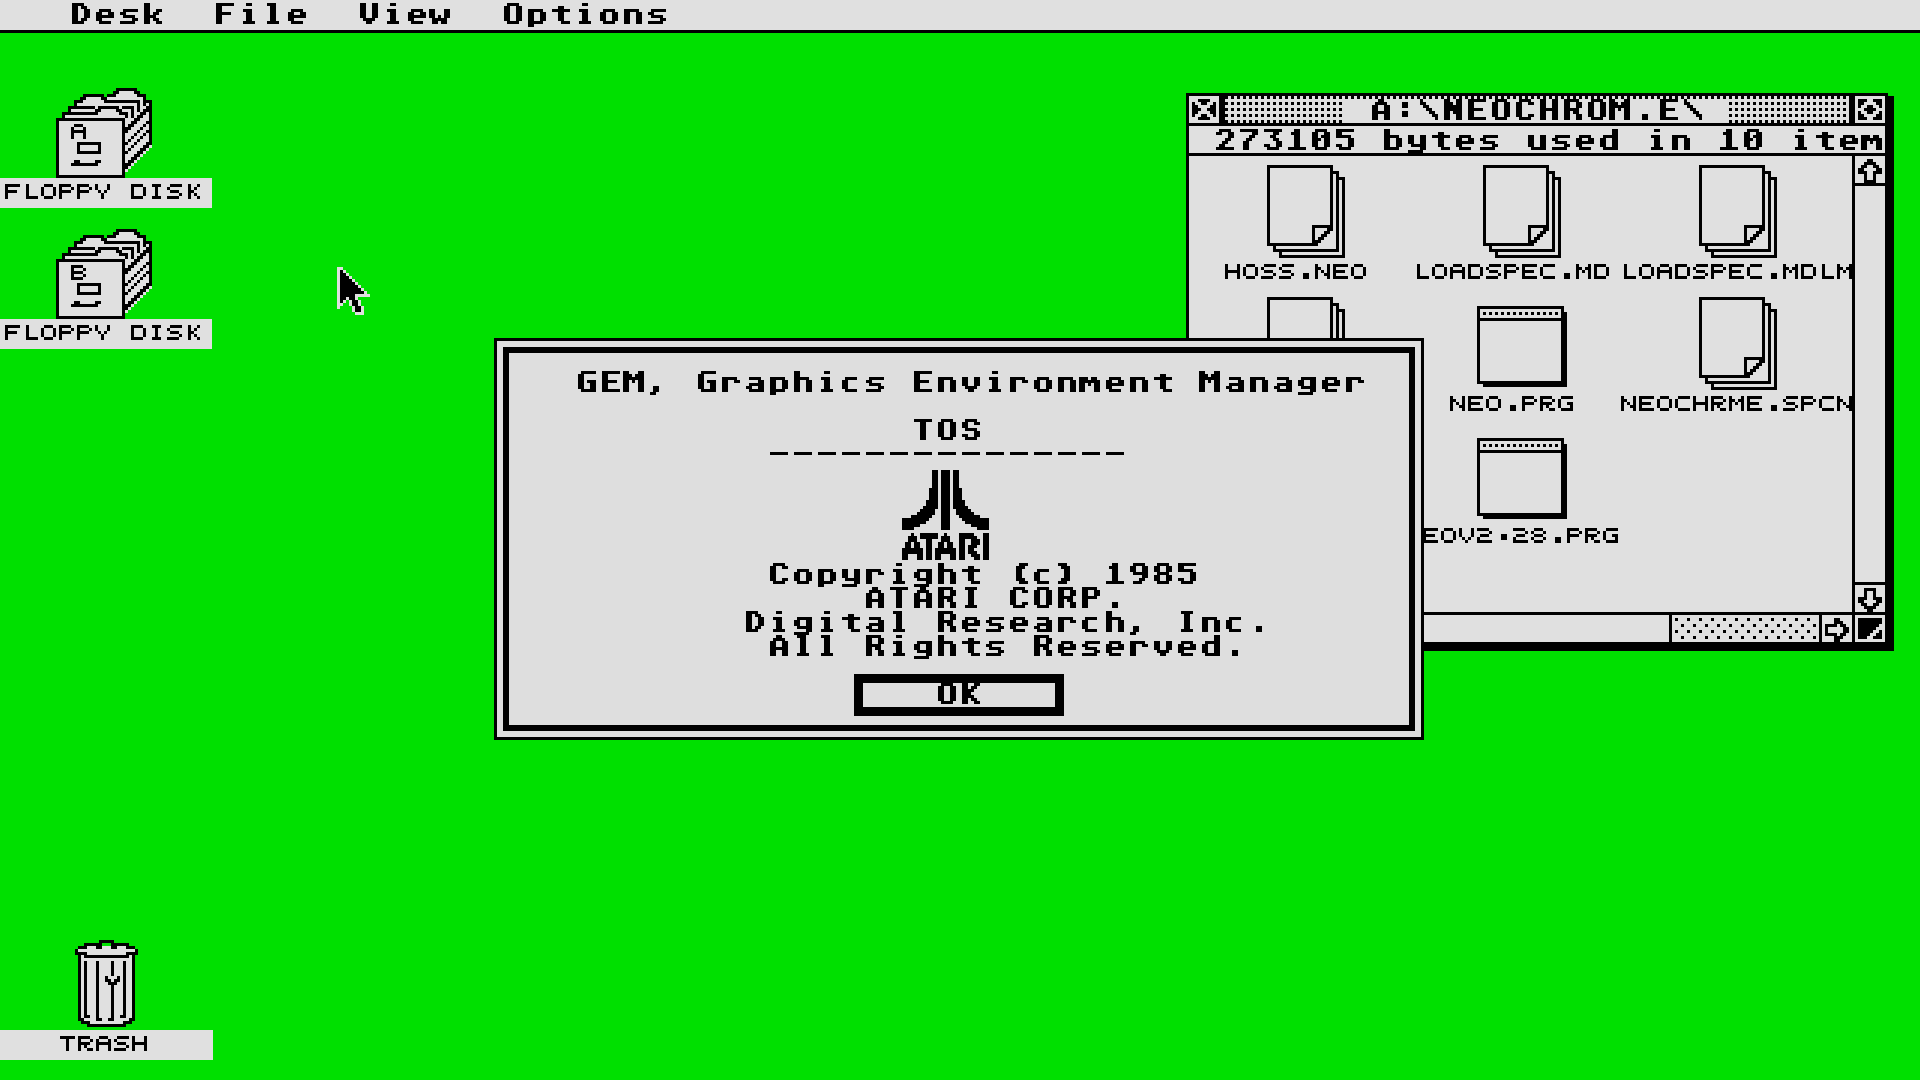 Desk File View Options
A
FLOPPY DISK
B
FLOPPY DISK
A:\NEOCHROM.E\
273105 bytes used in 10 item
HOSS.NEO LOADSPEC.MD LOADSPEC.MDLM
NEO.PRG NEOCHRME.SPCN
EOV2.28.PRG
GEM, Graphics Environment Manager
TOS
---------------
ATARI
Copyright (c) 1985
ATARI CORP.
Digital Research, Inc.
All Rights Reserved.
OK
TRASH